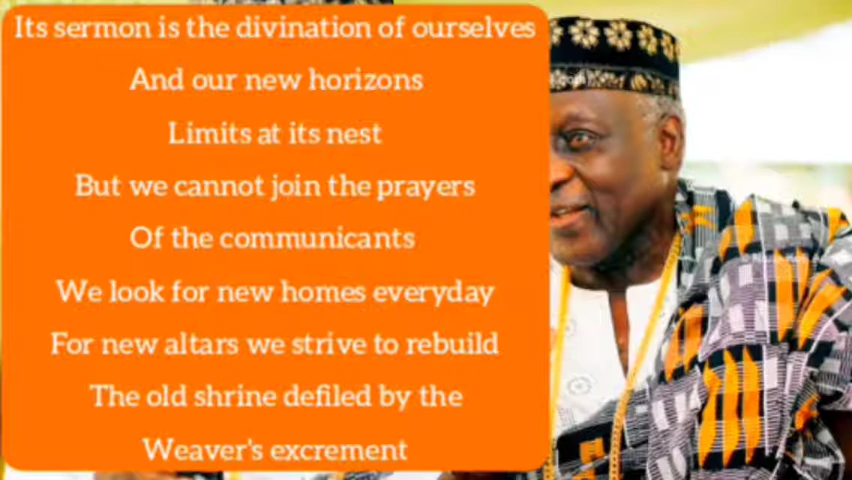 Its sermon is the divination of ourselves
And our new horizons
Limits at its nest
But we cannot join the prayers
Of the communicants
We look for new homes everyday
For new altars we strive to rebuild
The old shrine defiled by the
Weaver's excrement